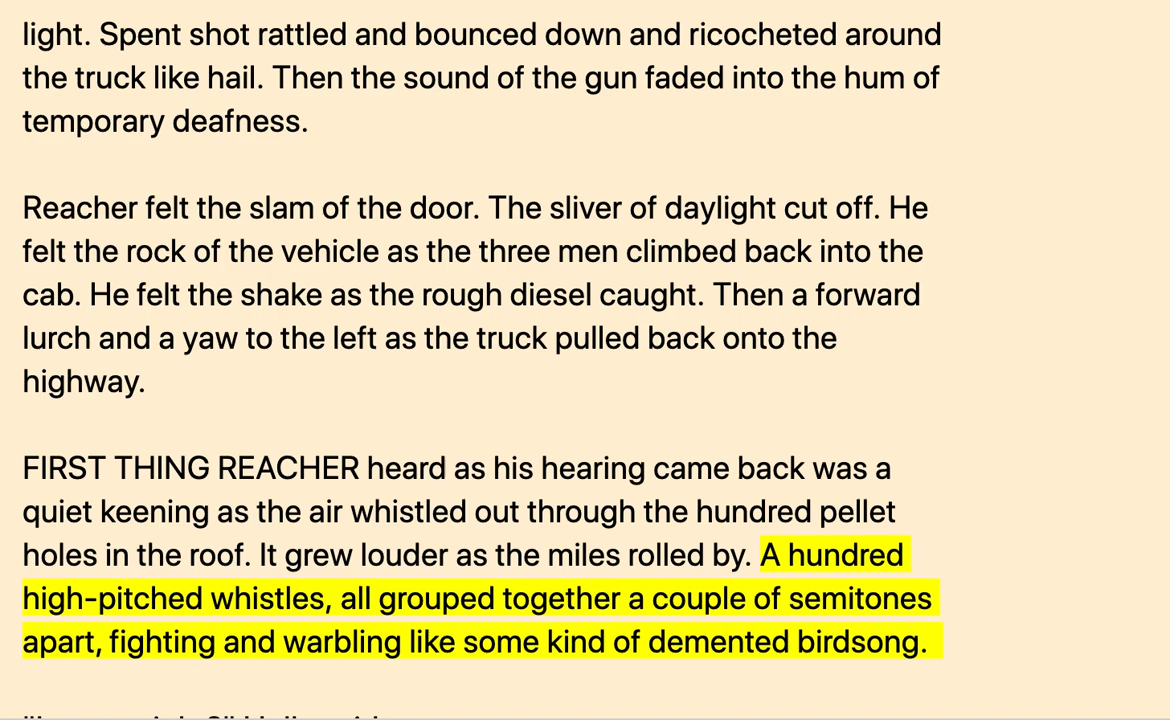 light. Spent shot rattled and bounced down and ricocheted around
the truck like hail. Then the sound of the gun faded into the hum of
temporary deafness.
Reacher felt the slam of the door. The sliver of daylight cut off. He
felt the rock of the vehicle as the three men climbed back into the
cab. He felt the shake as the rough diesel caught. Then a forward
lurch and a yaw to the left as the truck pulled back onto the
highway.
FIRST THING REACHER heard as his hearing came back was a
quiet keening as the air whistled out through the hundred pellet
holes in the roof. It grew louder as the miles rolled by. A hundred
high-pitched whistles, all grouped together a couple of semitones
apart, fighting and warbling like some kind of demented birdsong.